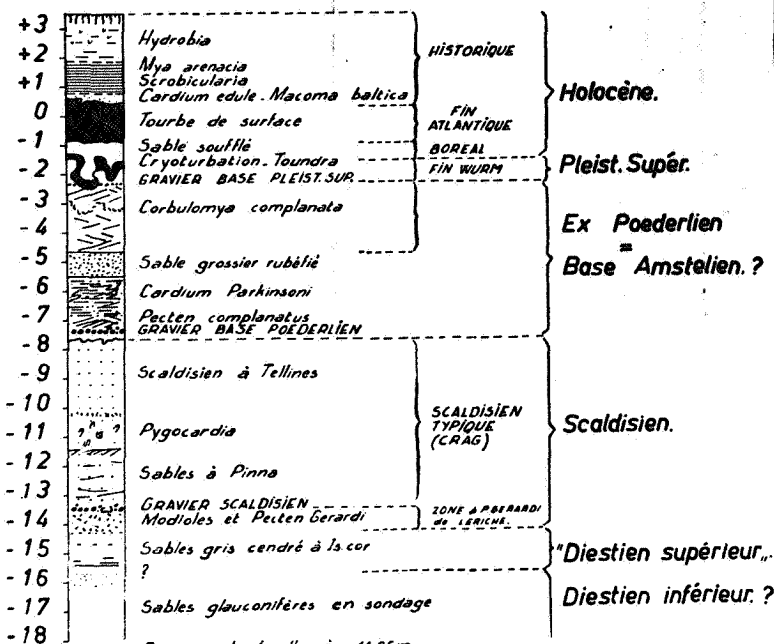 +3
+2
+1
0
-1
-2
-3
-4
-5
-6
-7
-8
-9
-10
-11
-12
-13
-14
-15
-16
-17
-18
Hydrobia
Mya arenacia
Scrobicularia
Cardium edule - Macoma baltica
Tourbe de surface
Sable soufflé
Cryoturbation - Toundra
GRAVIER BASE PLEIST. SUP.
Corbulomya complanata
Sable grossier rubéfié
Cardium Parkinsoni
Pecten complanatus
GRAVIER BASE POEDERLIEN
Scaldisien à Tellines
Pygocardia
Sables à Pinna
GRAVIER SCALDISIEN
Modioles et Pecten Gerardi
Sables gris cendré à Is. cor
?
Sables glauconifères en sondage
HISTORIQUE
FIN
ATLANTIQUE
BOREAL
FIN WURM
SCALDISIEN
TYPIQUE
(CRAG)
ZONE à P. GERARDI
de LERICHE.
Holocène.
Pleist. Supér.
Ex Poederlien
=
Base Amstelien. ?
Scaldisien.
"Diestien supérieur„.
Diestien inférieur. ?